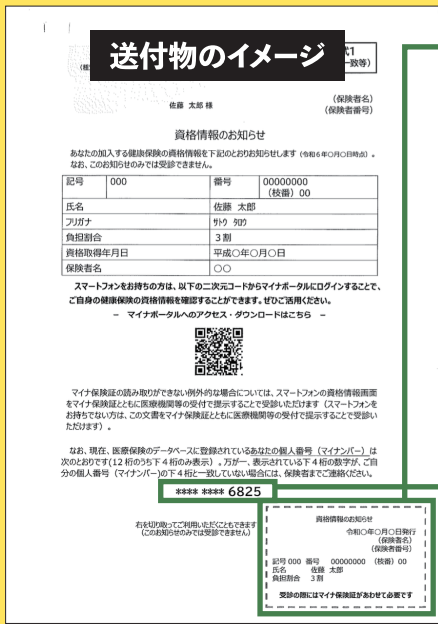 送付物のイメージ
式1
一致等)
佐藤 太郎 様
(保険者名)
(保険者番号)
資格情報のお知らせ
あなたの加入する健康保険の資格情報を下記のとおりお知らせします(令和6年〇月〇日時点)。
なお、このお知らせのみでは受診できません。
記号 000 番号 00000000
(枝番) 00
氏名 佐藤 太郎
フリガナ ｻﾄｳ ﾀﾛｳ
負担割合 3割
資格取得年月日 平成〇年〇月〇日
保険者名 〇〇
スマートフォンをお持ちの方は、以下の二次元コードからマイナポータルにログインすることで、
ご自身の健康保険の資格情報を確認することができます。ぜひご活用ください。
− マイナポータルへのアクセス・ダウンロードはこちら −
マイナ保険証の読み取りができない例外的な場合については、スマートフォンの資格情報画面
をマイナ保険証とともに医療機関等の受付で提示することで受診いただけます(スマートフォンを
お持ちでない方は、この文書をマイナ保険証とともに医療機関等の受付で提示することで受診い
ただけます)。
なお、現在、医療保険のデータベースに登録されているあなたの個人番号(マイナンバー)は
次のとおりです(12桁のうち下4桁のみ表示)。万が一、表示されている下4桁の数字が、ご自
分の個人番号(マイナンバー)の下4桁と一致していない場合には、保険者までご連絡ください。
**** **** 6825
右を切り取ってご利用いただくこともできます
(このお知らせのみでは受診できません)
資格情報のお知らせ
令和〇年〇月〇日発行
(保険者名)
(保険者番号)
記号 000 番号 00000000 (枝番) 00
氏名 佐藤 太郎
負担割合 3割
受診の際にはマイナ保険証があわせて必要です